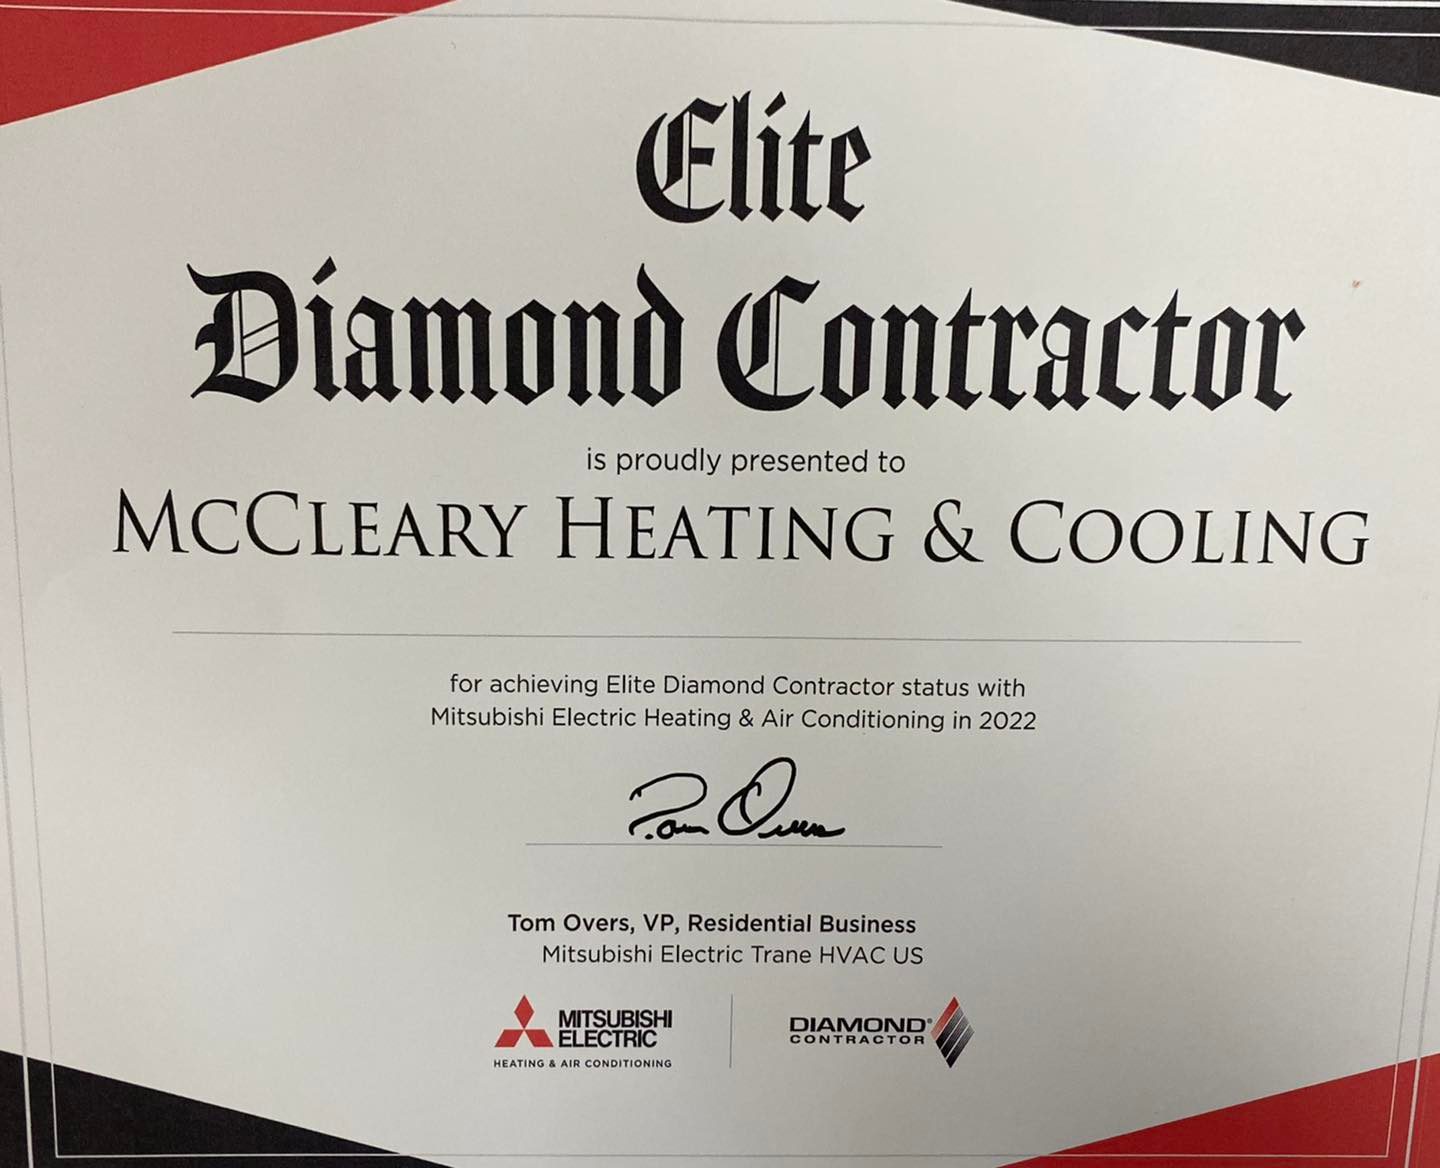 Elite
Diamond Contractor
is proudly presented to
McCleary Heating & Cooling
for achieving Elite Diamond Contractor status with
Mitsubishi Electric Heating & Air Conditioning in 2022
Tom Overs
Tom Overs, VP, Residential Business
Mitsubishi Electric Trane HVAC US
MITSUBISHI
ELECTRIC
HEATING & AIR CONDITIONING
DIAMOND®
CONTRACTOR